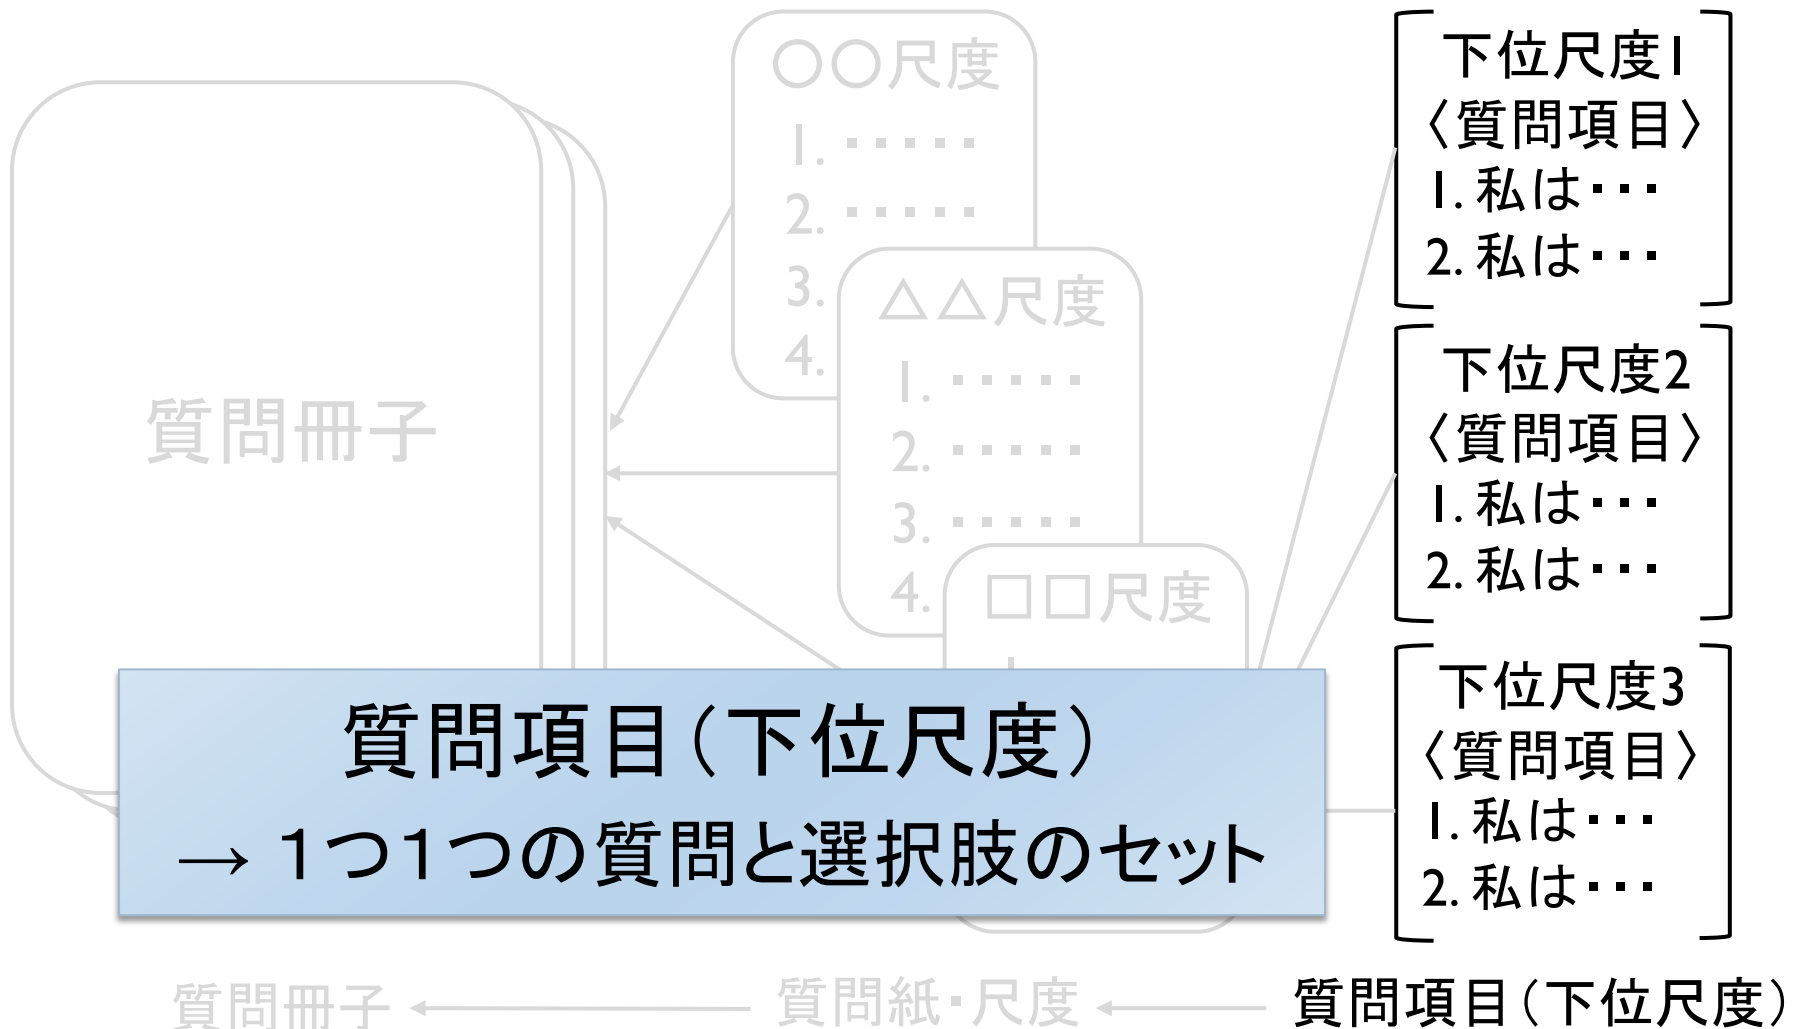 質問冊子
〇〇尺度
1. ・・・・・
2. ・・・・・
3.
4.
△△尺度
1. ・・・・・
2. ・・・・・
3. ・・・・・
4.
□□尺度
下位尺度1
〈質問項目〉
1. 私は・・・
2. 私は・・・
下位尺度2
〈質問項目〉
1. 私は・・・
2. 私は・・・
下位尺度3
〈質問項目〉
1. 私は・・・
2. 私は・・・
質問項目（下位尺度）
→ １つ１つの質問と選択肢のセット
質問冊子
質問紙・尺度
質問項目（下位尺度）